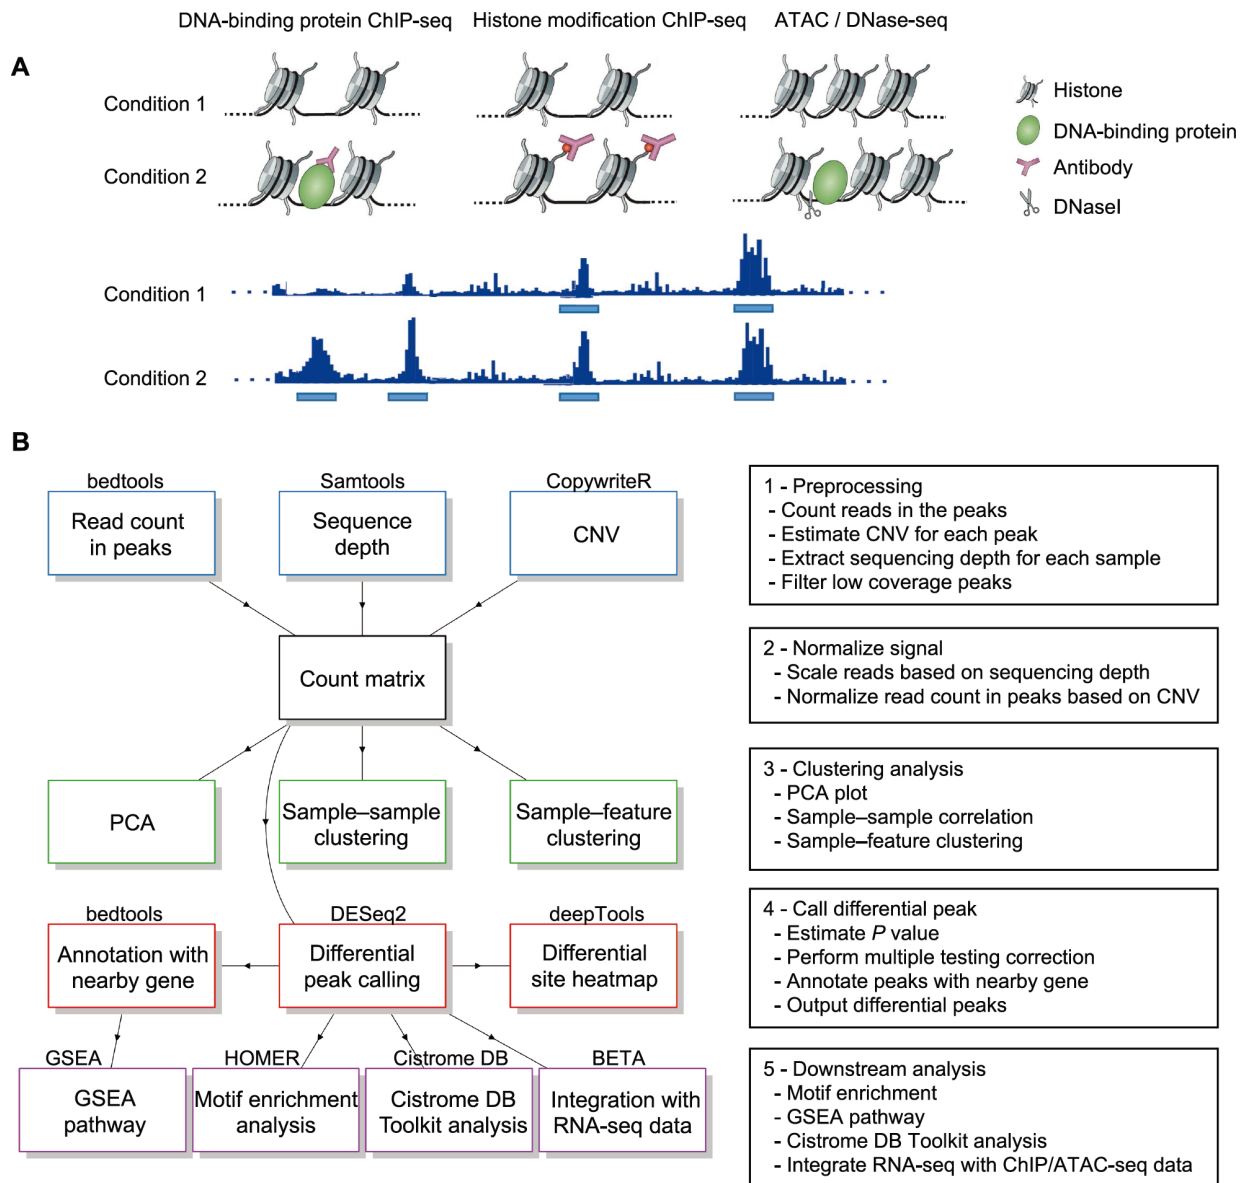 DNA-binding protein ChIP-seq
Histone modification ChIP-seq
ATAC / DNase-seq
A
Condition 1
Condition 2
Histone
DNA-binding protein
Antibody
DNaseI
Condition 1
Condition 2
B
bedtools
Read count
in peaks
Samtools
Sequence
depth
CopywriteR
CNV
Count matrix
PCA
Sample–sample
clustering
Sample–feature
clustering
bedtools
Annotation with
nearby gene
DESeq2
Differential
peak calling
deepTools
Differential
site heatmap
GSEA
GSEA
pathway
HOMER
Motif enrichment
analysis
Cistrome DB
Cistrome DB
Toolkit analysis
BETA
Integration with
RNA-seq data
1 - Preprocessing
- Count reads in the peaks
- Estimate CNV for each peak
- Extract sequencing depth for each sample
- Filter low coverage peaks
2 - Normalize signal
- Scale reads based on sequencing depth
- Normalize read count in peaks based on CNV
3 - Clustering analysis
- PCA plot
- Sample–sample correlation
- Sample–feature clustering
4 - Call differential peak
- Estimate P value
- Perform multiple testing correction
- Annotate peaks with nearby gene
- Output differential peaks
5 - Downstream analysis
- Motif enrichment
- GSEA pathway
- Cistrome DB Toolkit analysis
- Integrate RNA-seq with ChIP/ATAC-seq data